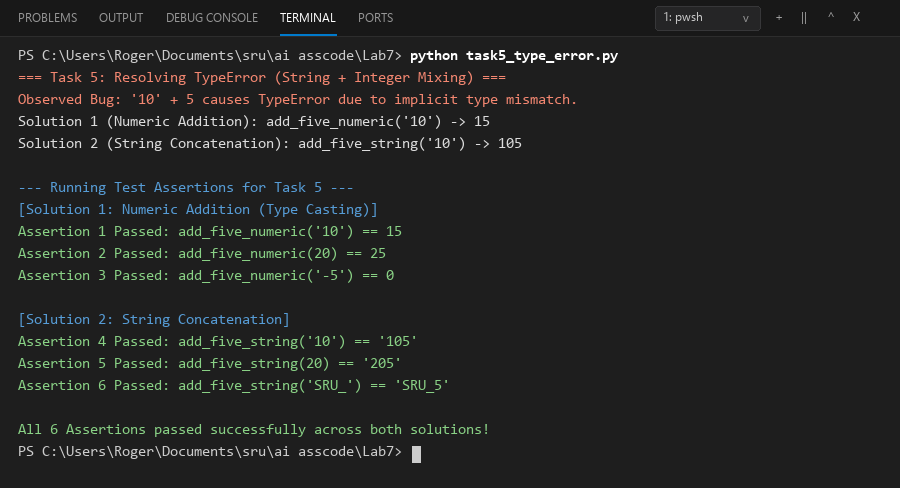 PROBLEMS OUTPUT DEBUG CONSOLE TERMINAL PORTS 1: pwsh v + || ^ X
PS C:\Users\Roger\Documents\sru\ai asscode\Lab7> python task5_type_error.py
=== Task 5: Resolving TypeError (String + Integer Mixing) ===
Observed Bug: '10' + 5 causes TypeError due to implicit type mismatch.
Solution 1 (Numeric Addition): add_five_numeric('10') -> 15
Solution 2 (String Concatenation): add_five_string('10') -> 105
--- Running Test Assertions for Task 5 ---
[Solution 1: Numeric Addition (Type Casting)]
Assertion 1 Passed: add_five_numeric('10') == 15
Assertion 2 Passed: add_five_numeric(20) == 25
Assertion 3 Passed: add_five_numeric('-5') == 0
[Solution 2: String Concatenation]
Assertion 4 Passed: add_five_string('10') == '105'
Assertion 5 Passed: add_five_string(20) == '205'
Assertion 6 Passed: add_five_string('SRU_') == 'SRU_5'
All 6 Assertions passed successfully across both solutions!
PS C:\Users\Roger\Documents\sru\ai asscode\Lab7>